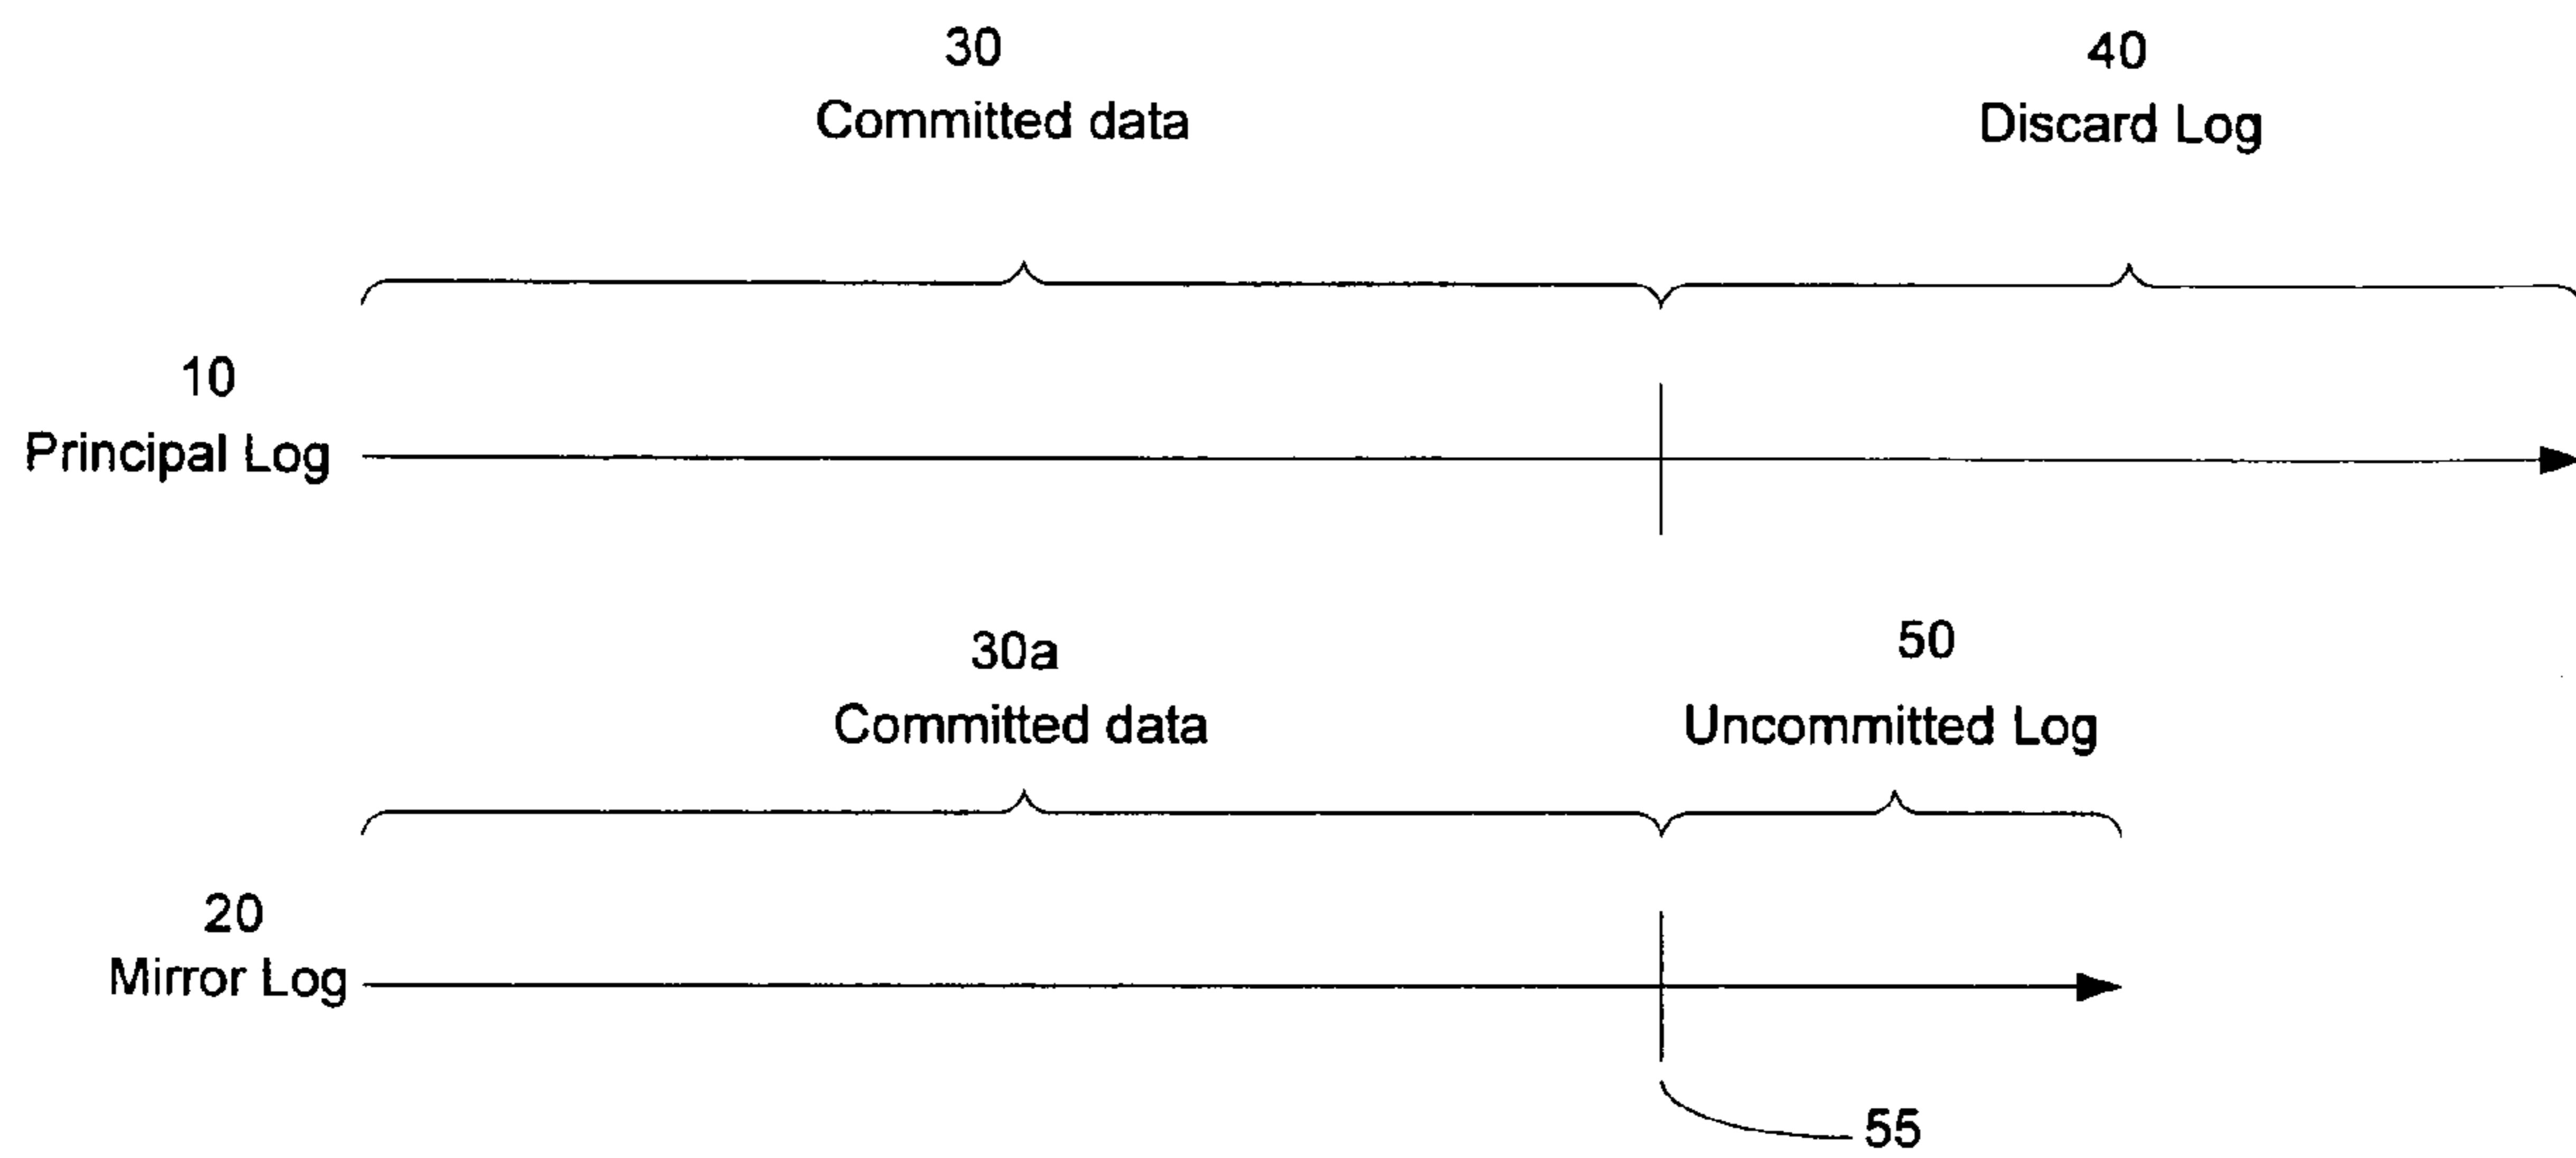 30
Committed data
40
Discard Log
10
Principal Log
30a
Committed data
50
Uncommitted Log
20
Mirror Log
55